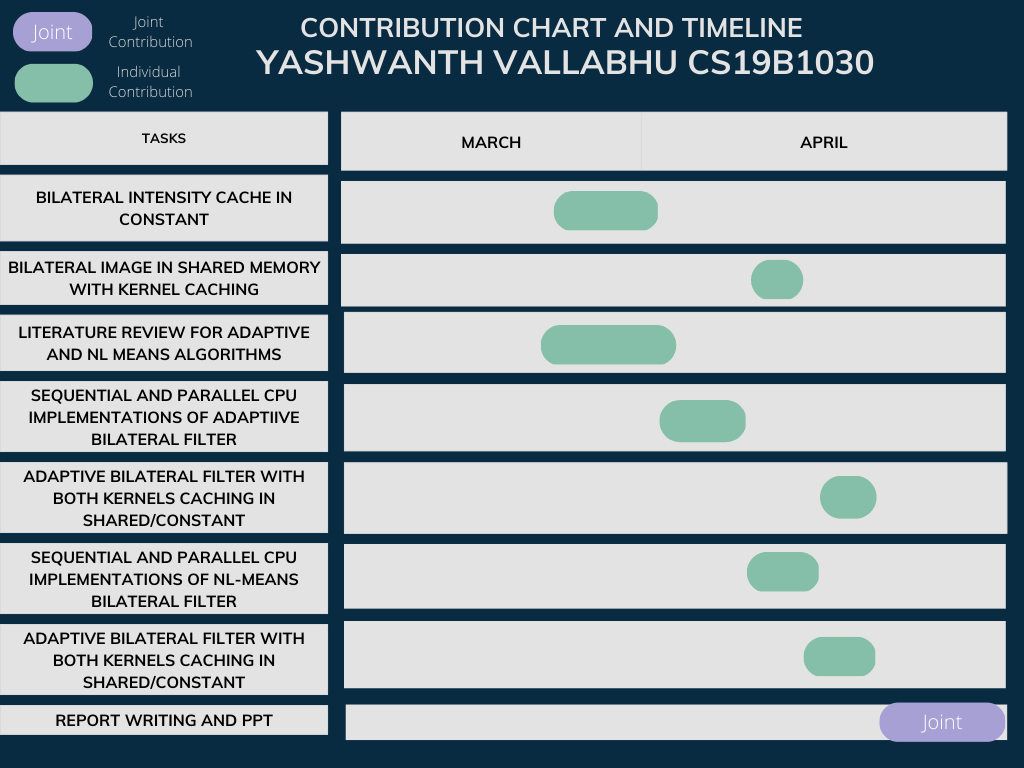 Joint
Joint
Contribution
Individual
Contribution
CONTRIBUTION CHART AND TIMELINE
YASHWANTH VALLABHU CS19B1030
TASKS
MARCH
APRIL
BILATERAL INTENSITY CACHE IN
CONSTANT
BILATERAL IMAGE IN SHARED MEMORY
WITH KERNEL CACHING
LITERATURE REVIEW FOR ADAPTIVE
AND NL MEANS ALGORITHMS
SEQUENTIAL AND PARALLEL CPU
IMPLEMENTATIONS OF ADAPTIIVE
BILATERAL FILTER
ADAPTIVE BILATERAL FILTER WITH
BOTH KERNELS CACHING IN
SHARED/CONSTANT
SEQUENTIAL AND PARALLEL CPU
IMPLEMENTATIONS OF NL-MEANS
BILATERAL FILTER
ADAPTIVE BILATERAL FILTER WITH
BOTH KERNELS CACHING IN
SHARED/CONSTANT
REPORT WRITING AND PPT
Joint